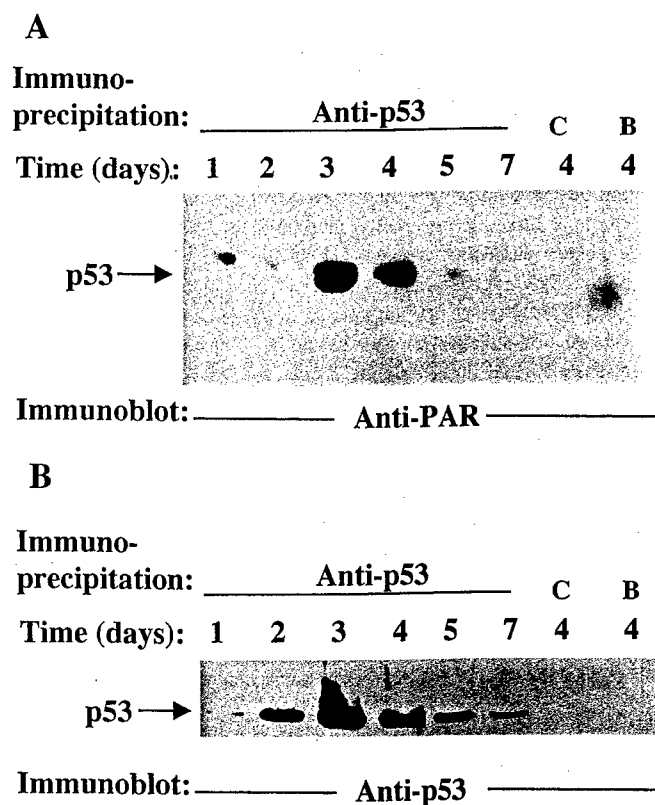 A
Immuno-
precipitation: Anti-p53 C B
Time (days): 1 2 3 4 5 7 4 4
p53
Immunoblot: Anti-PAR
B
Immuno-
precipitation: Anti-p53 C B
Time (days): 1 2 3 4 5 7 4 4
p53
Immunoblot: Anti-p53